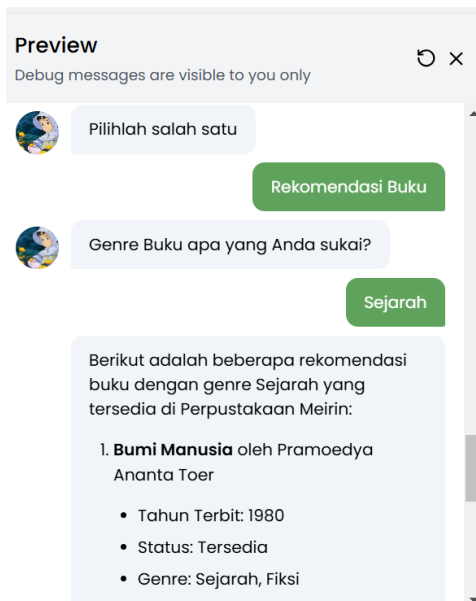 Preview
Debug messages are visible to you only
Pilihlah salah satu
Rekomendasi Buku
Genre Buku apa yang Anda sukai?
Sejarah
Berikut adalah beberapa rekomendasi
buku dengan genre Sejarah yang
tersedia di Perpustakaan Meirin:
1. Bumi Manusia oleh Pramoedya
Ananta Toer
• Tahun Terbit: 1980
• Status: Tersedia
• Genre: Sejarah, Fiksi